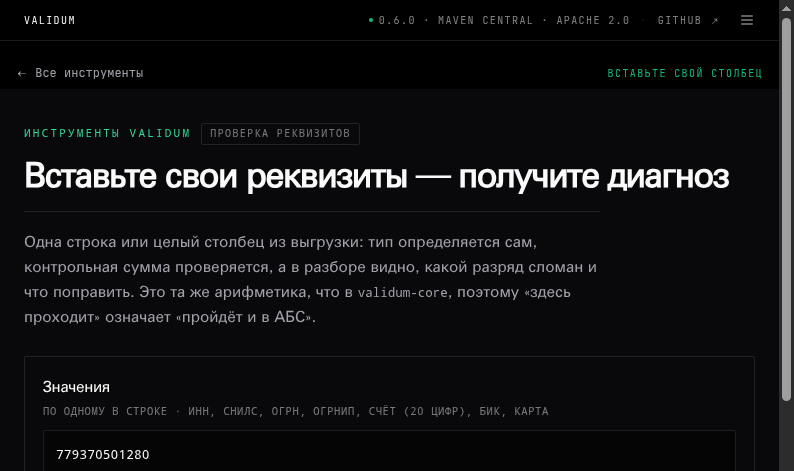 VALIDUM
0.6.0 · MAVEN CENTRAL · APACHE 2.0 · GITHUB ↗
← Все инструменты
ВСТАВЬТЕ СВОЙ СТОЛБЕЦ
ИНСТРУМЕНТЫ VALIDUM
ПРОВЕРКА РЕКВИЗИТОВ
Вставьте свои реквизиты — получите диагноз
Одна строка или целый столбец из выгрузки: тип определяется сам,
контрольная сумма проверяется, а в разборе видно, какой разряд сломан и
что поправить. Это та же арифметика, что в validum-core, поэтому «здесь
проходит» означает «пройдёт и в АБС».
Значения
ПО ОДНОМУ В СТРОКЕ · ИНН, СНИЛС, ОГРН, ОГРНИП, СЧЁТ (20 ЦИФР), БИК, КАРТА
779370501280